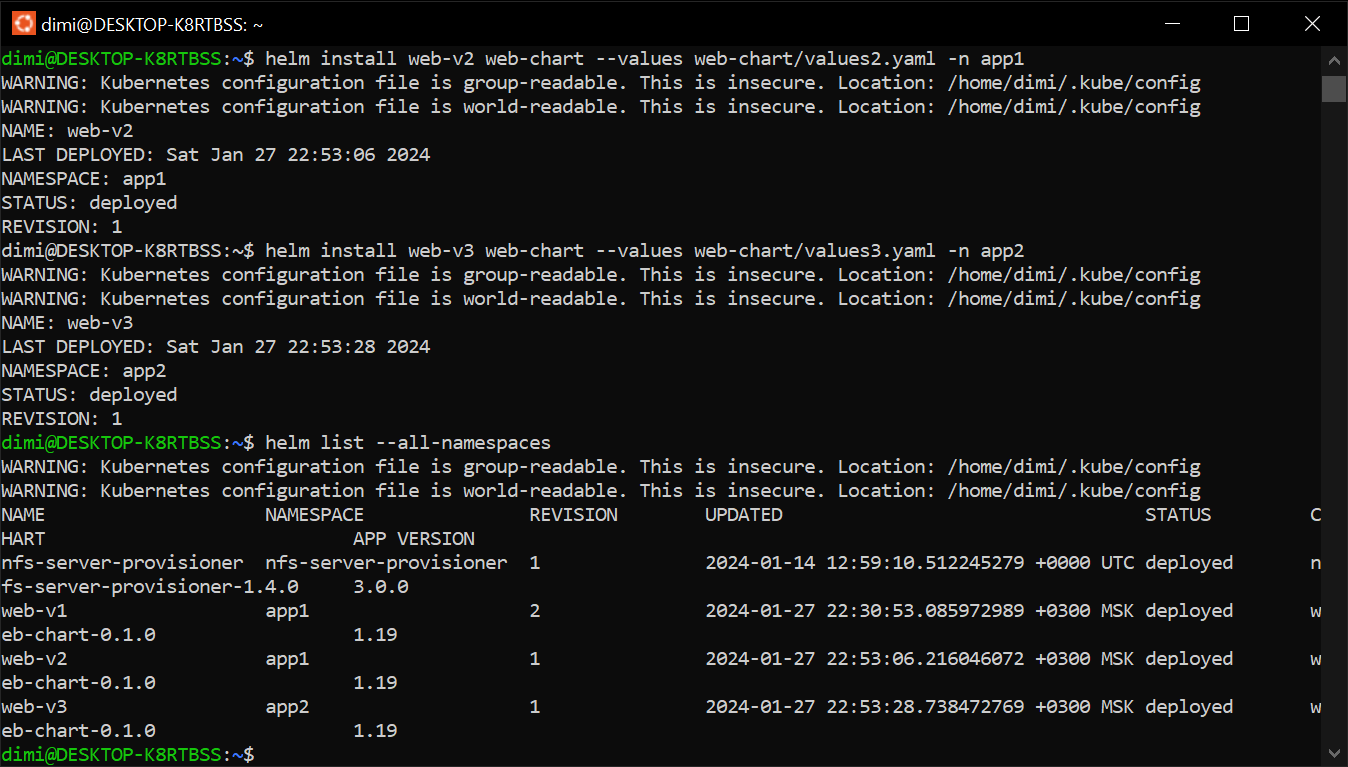 dimi@DESKTOP-K8RTBSS: ~
dimi@DESKTOP-K8RTBSS:~$ helm install web-v2 web-chart --values web-chart/values2.yaml -n app1
WARNING: Kubernetes configuration file is group-readable. This is insecure. Location: /home/dimi/.kube/config
WARNING: Kubernetes configuration file is world-readable. This is insecure. Location: /home/dimi/.kube/config
NAME: web-v2
LAST DEPLOYED: Sat Jan 27 22:53:06 2024
NAMESPACE: app1
STATUS: deployed
REVISION: 1
dimi@DESKTOP-K8RTBSS:~$ helm install web-v3 web-chart --values web-chart/values3.yaml -n app2
WARNING: Kubernetes configuration file is group-readable. This is insecure. Location: /home/dimi/.kube/config
WARNING: Kubernetes configuration file is world-readable. This is insecure. Location: /home/dimi/.kube/config
NAME: web-v3
LAST DEPLOYED: Sat Jan 27 22:53:28 2024
NAMESPACE: app2
STATUS: deployed
REVISION: 1
dimi@DESKTOP-K8RTBSS:~$ helm list --all-namespaces
WARNING: Kubernetes configuration file is group-readable. This is insecure. Location: /home/dimi/.kube/config
WARNING: Kubernetes configuration file is world-readable. This is insecure. Location: /home/dimi/.kube/config
NAME                    NAMESPACE               REVISION        UPDATED                                 STATUS         C
HART                            APP VERSION
nfs-server-provisioner  nfs-server-provisioner  1               2024-01-14 12:59:10.512245279 +0000 UTC deployed       n
fs-server-provisioner-1.4.0     3.0.0
web-v1                  app1                    2               2024-01-27 22:30:53.085972989 +0300 MSK deployed       w
eb-chart-0.1.0                  1.19
web-v2                  app1                    1               2024-01-27 22:53:06.216046072 +0300 MSK deployed       w
eb-chart-0.1.0                  1.19
web-v3                  app2                    1               2024-01-27 22:53:28.738472769 +0300 MSK deployed       w
eb-chart-0.1.0                  1.19
dimi@DESKTOP-K8RTBSS:~$